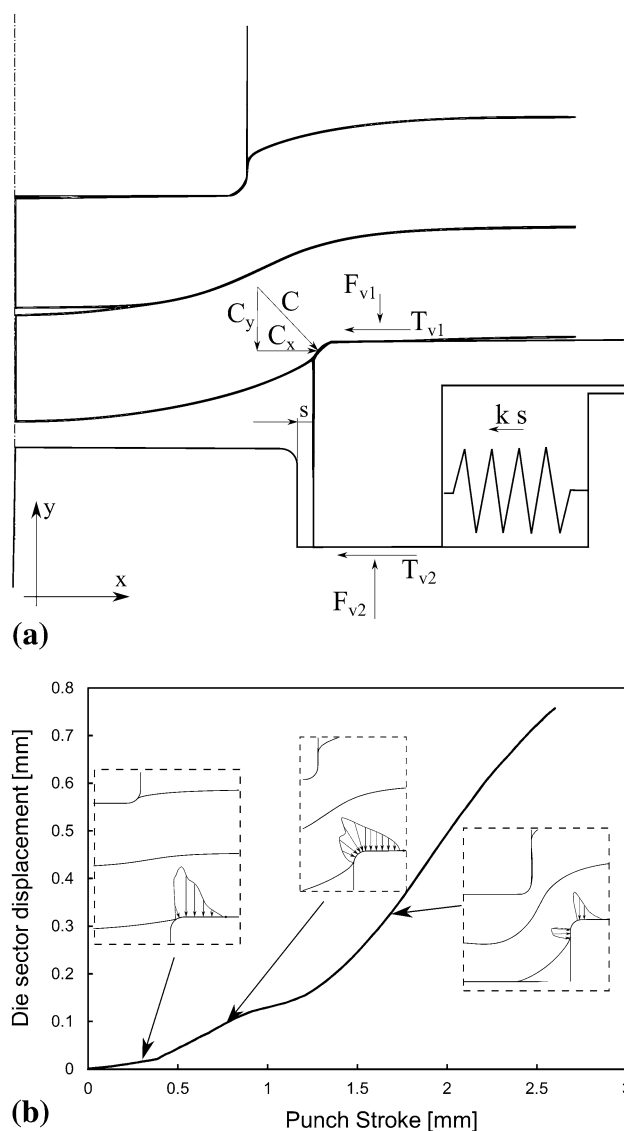 F_v1
C
C_y
T_v1
C_x
s
k s
y
T_v2
x
F_v2
(a)
0.8
0.7
0.6
0.5
0.4
0.3
0.2
0.1
0
Die sector displacement [mm]
0 0.5 1 1.5 2 2.5 3
Punch Stroke [mm]
(b)